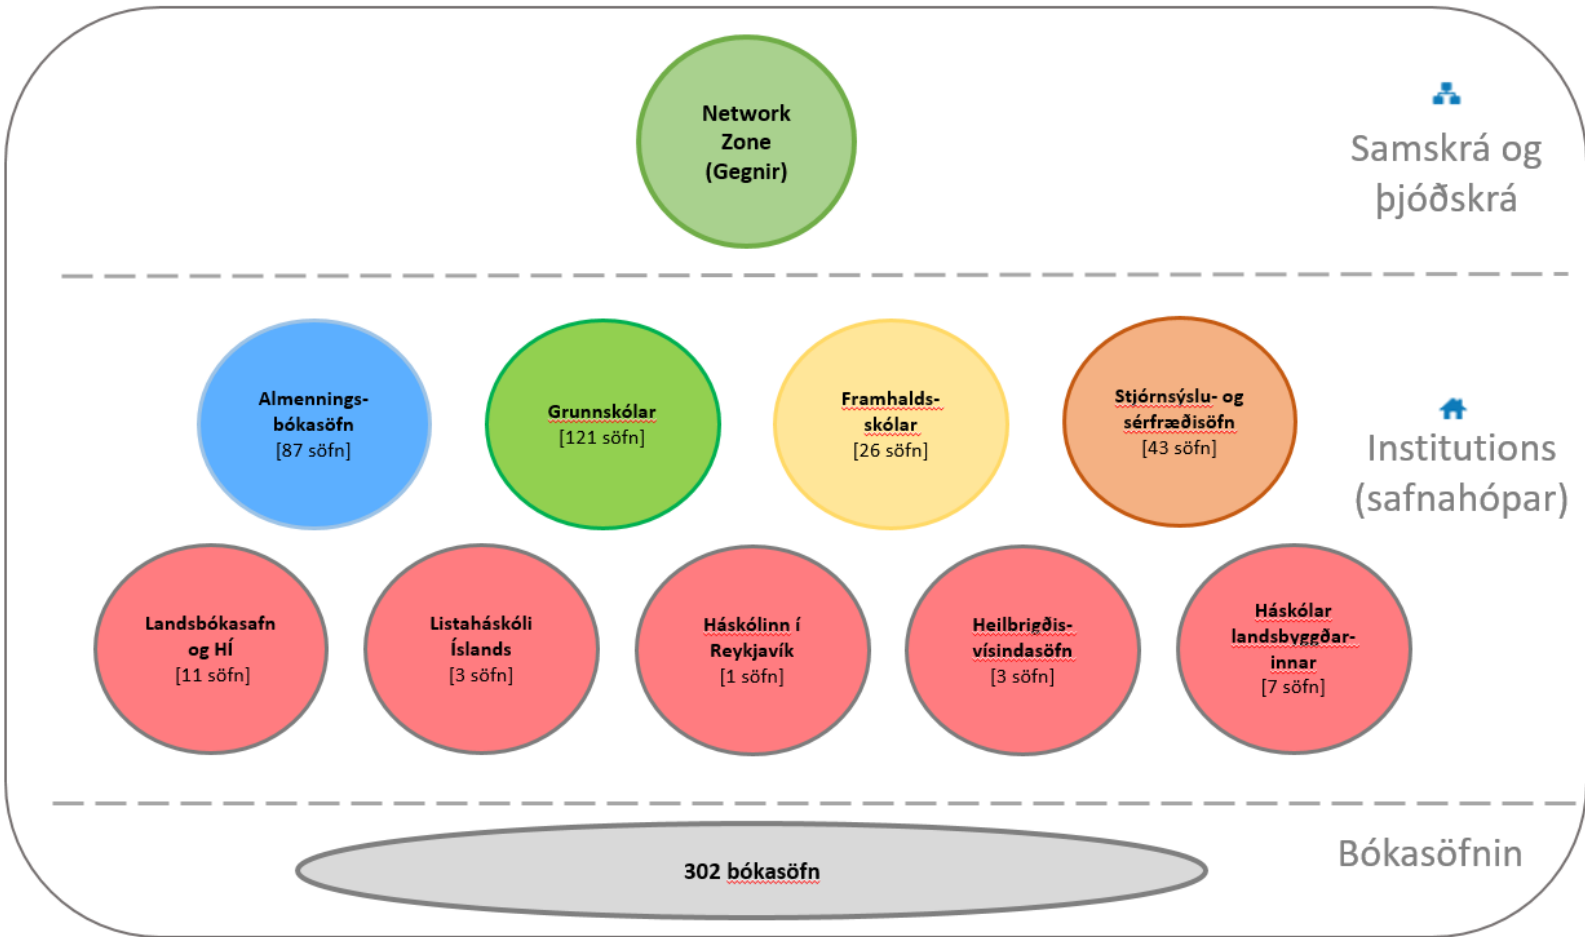 Network
Zone
(Gegnir)
Samskrá og
þjóðskrá
Almennings-
bókasöfn
[87 söfn]
Grunnskólar
[121 söfn]
Framhalds-
skólar
[26 söfn]
Stjórnsýslu- og
sérfræðisöfn
[43 söfn]
Institutions
(safnahópar)
Landsbókasafn
og HÍ
[11 söfn]
Listaháskóli
Íslands
[3 söfn]
Háskólinn í
Reykjavík
[1 söfn]
Heilbrigðis-
vísindasöfn
[3 söfn]
Háskólar
landsbyggðar-
innar
[7 söfn]
302 bókasöfn
Bókasöfnin